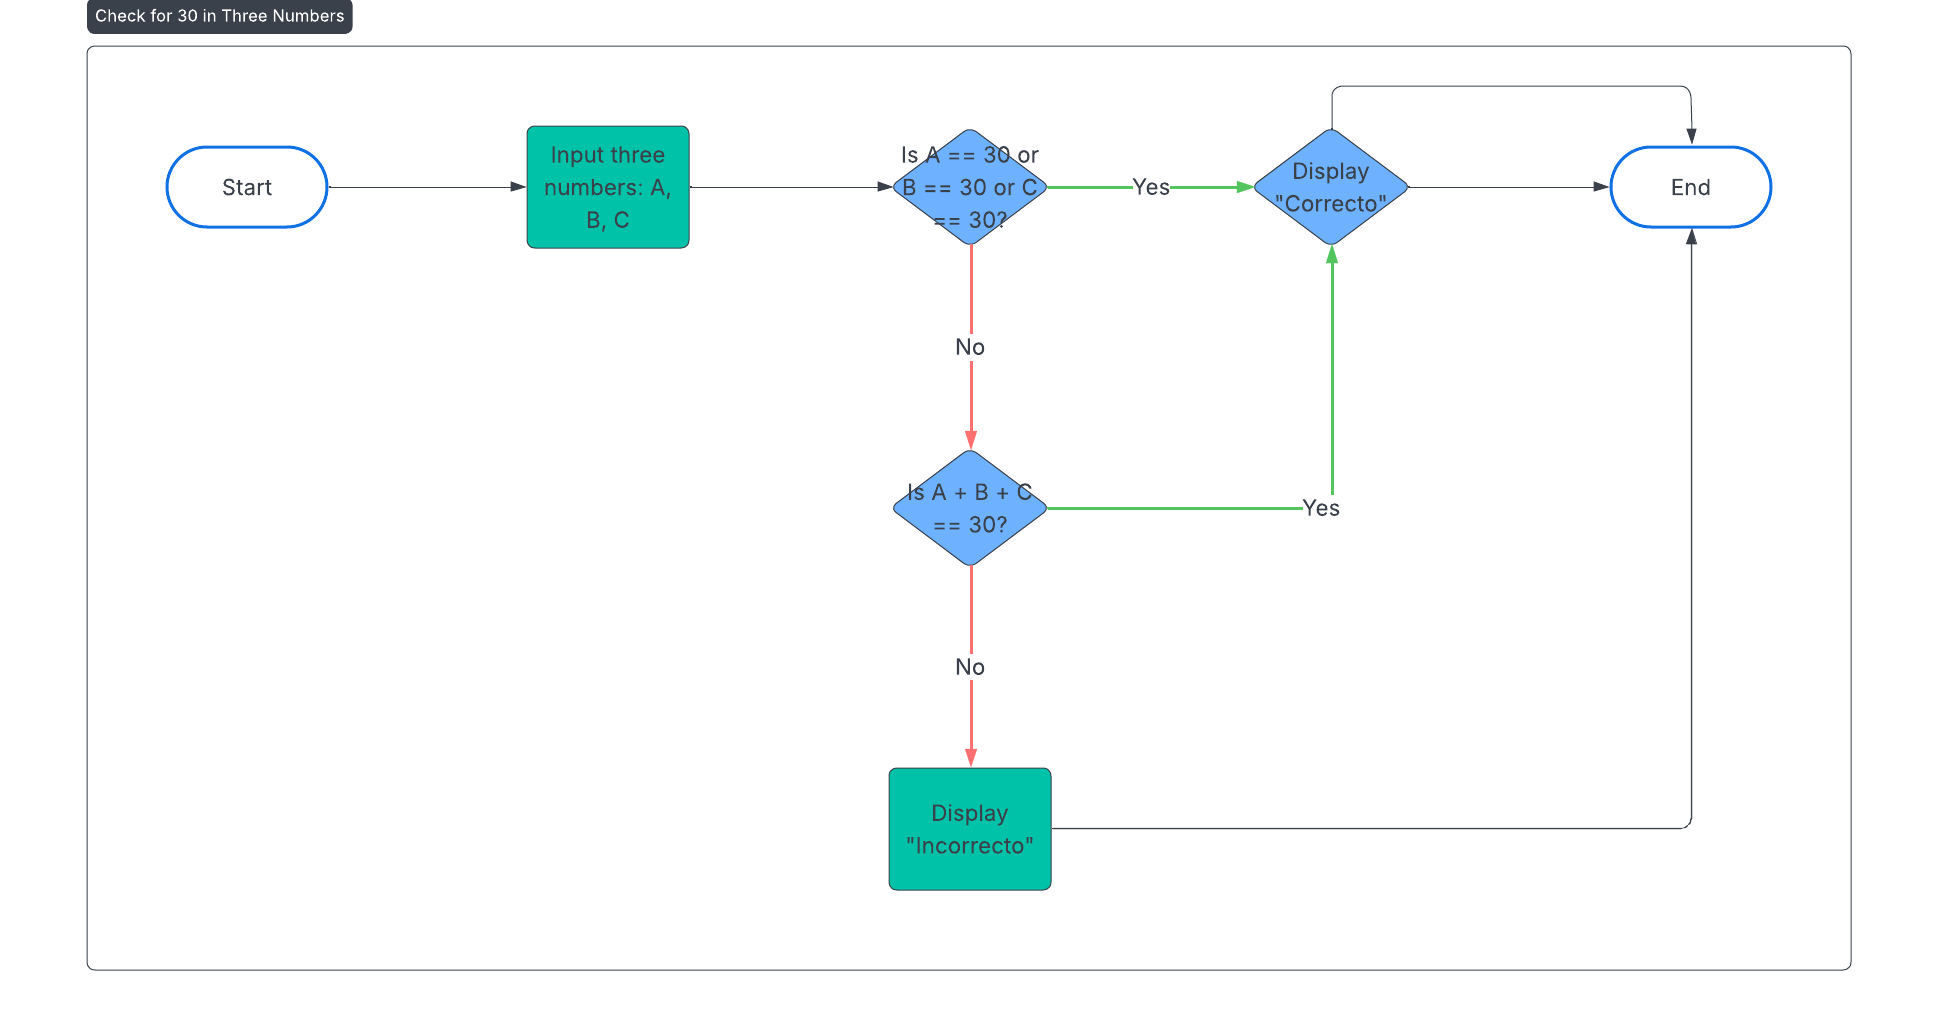 Check for 30 in Three Numbers
Start
Input three
numbers: A,
B, C
Is A == 30 or
B == 30 or C
== 30?
Yes
Display
"Correcto"
End
No
Is A + B + C
== 30?
Yes
No
Display
"Incorrecto"